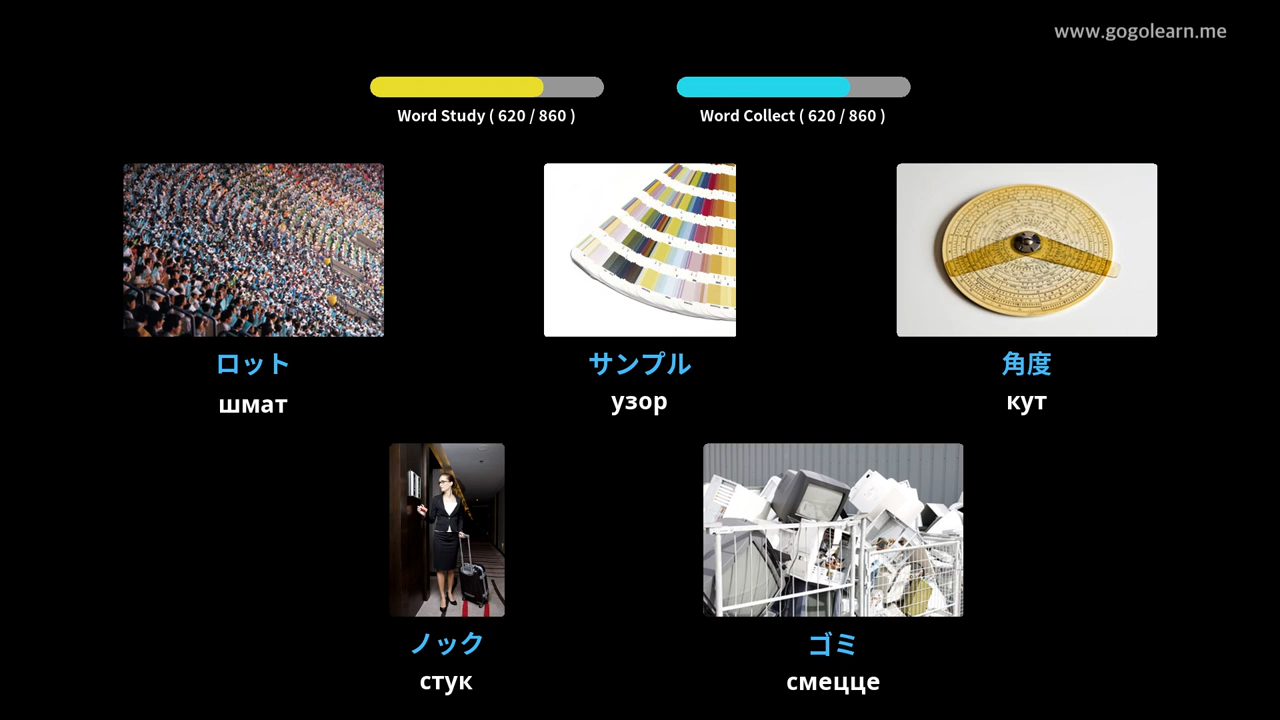 www.gogolearn.me
Word Study ( 620 / 860 )
Word Collect ( 620 / 860 )
ロット
шмат
サンプル
узор
角度
кут
ノック
стук
ゴミ
смецце